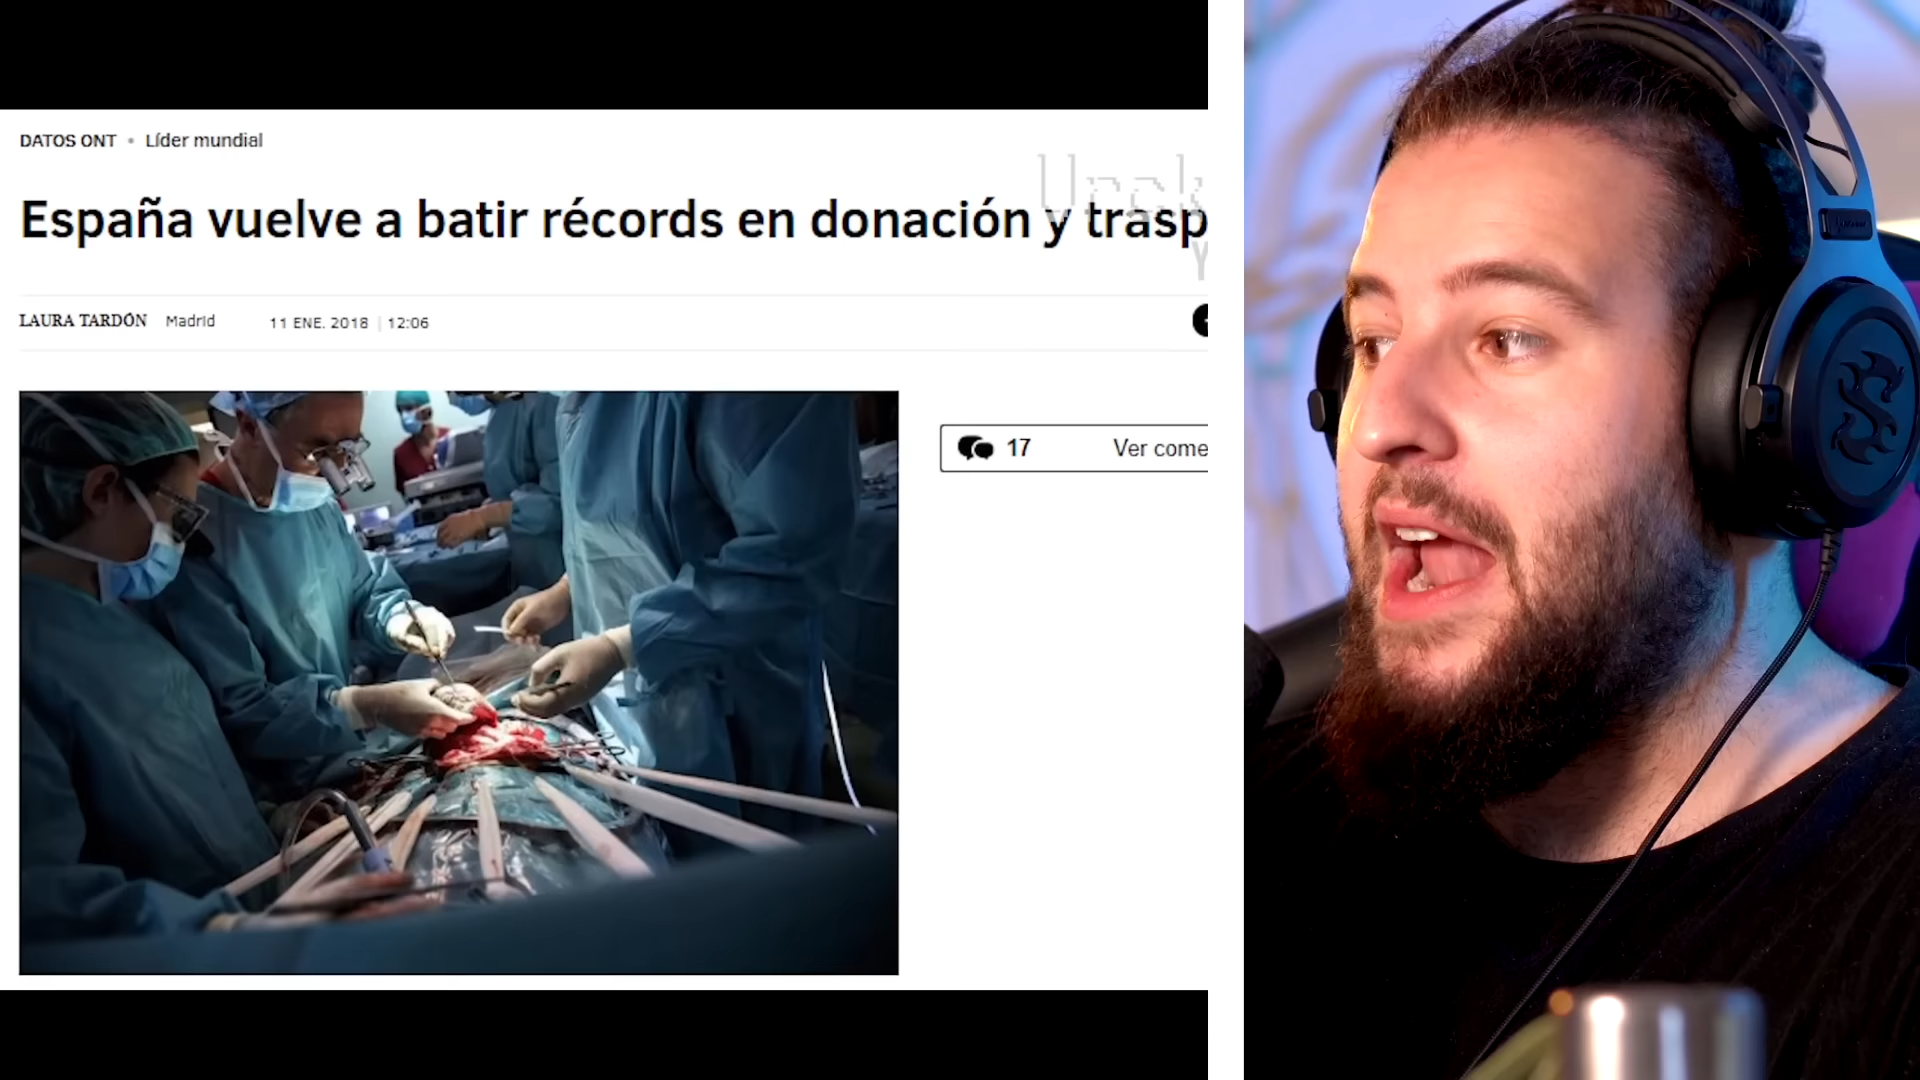 DATOS ONT • Líder mundial
España vuelve a batir récords en donación y trasp
LAURA TARDÓN Madrid 11 ENE. 2018 | 12:06
17 Ver come